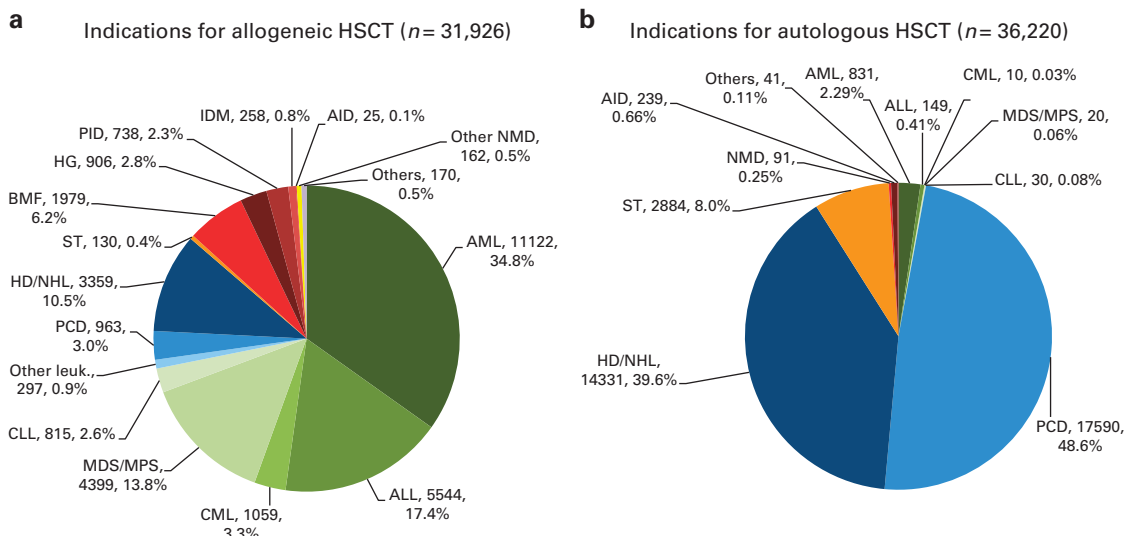 a
Indications for allogeneic HSCT (n = 31,926)
IDM, 258, 0.8%
AID, 25, 0.1%
PID, 738, 2.3%
Other NMD,
162, 0.5%
HG, 906, 2.8%
Others, 170,
0.5%
BMF, 1979,
6.2%
ST, 130, 0.4%
AML, 11122,
34.8%
HD/NHL, 3359,
10.5%
PCD, 963,
3.0%
Other leuk.,
297, 0.9%
CLL, 815, 2.6%
MDS/MPS,
4399, 13.8%
CML, 1059,
3.3%
ALL, 5544,
17.4%
b
Indications for autologous HSCT (n = 36,220)
Others, 41,
0.11%
AML, 831,
2.29%
CML, 10, 0.03%
AID, 239,
0.66%
ALL, 149,
0.41%
MDS/MPS, 20,
0.06%
NMD, 91,
0.25%
CLL, 30, 0.08%
ST, 2884, 8.0%
HD/NHL,
14331, 39.6%
PCD, 17590,
48.6%